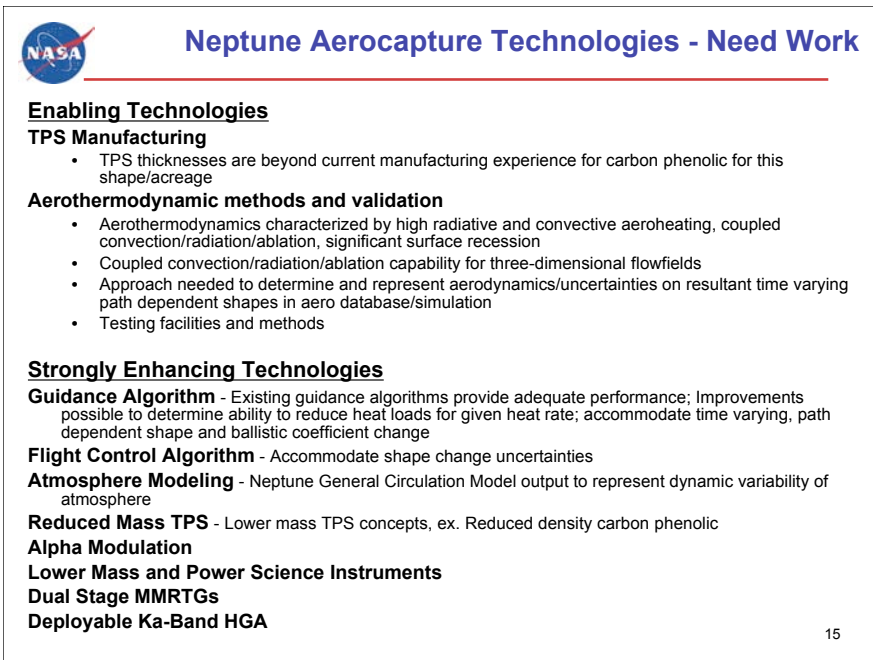 NASA
Neptune Aerocapture Technologies - Need Work
Enabling Technologies
TPS Manufacturing
• TPS thicknesses are beyond current manufacturing experience for carbon phenolic for this
shape/acreage
Aerothermodynamic methods and validation
• Aerothermodynamics characterized by high radiative and convective aeroheating, coupled
convection/radiation/ablation, significant surface recession
• Coupled convection/radiation/ablation capability for three-dimensional flowfields
• Approach needed to determine and represent aerodynamics/uncertainties on resultant time varying
path dependent shapes in aero database/simulation
• Testing facilities and methods
Strongly Enhancing Technologies
Guidance Algorithm - Existing guidance algorithms provide adequate performance; Improvements
possible to determine ability to reduce heat loads for given heat rate; accommodate time varying, path
dependent shape and ballistic coefficient change
Flight Control Algorithm - Accommodate shape change uncertainties
Atmosphere Modeling - Neptune General Circulation Model output to represent dynamic variability of
atmosphere
Reduced Mass TPS - Lower mass TPS concepts, ex. Reduced density carbon phenolic
Alpha Modulation
Lower Mass and Power Science Instruments
Dual Stage MMRTGs
Deployable Ka-Band HGA
15